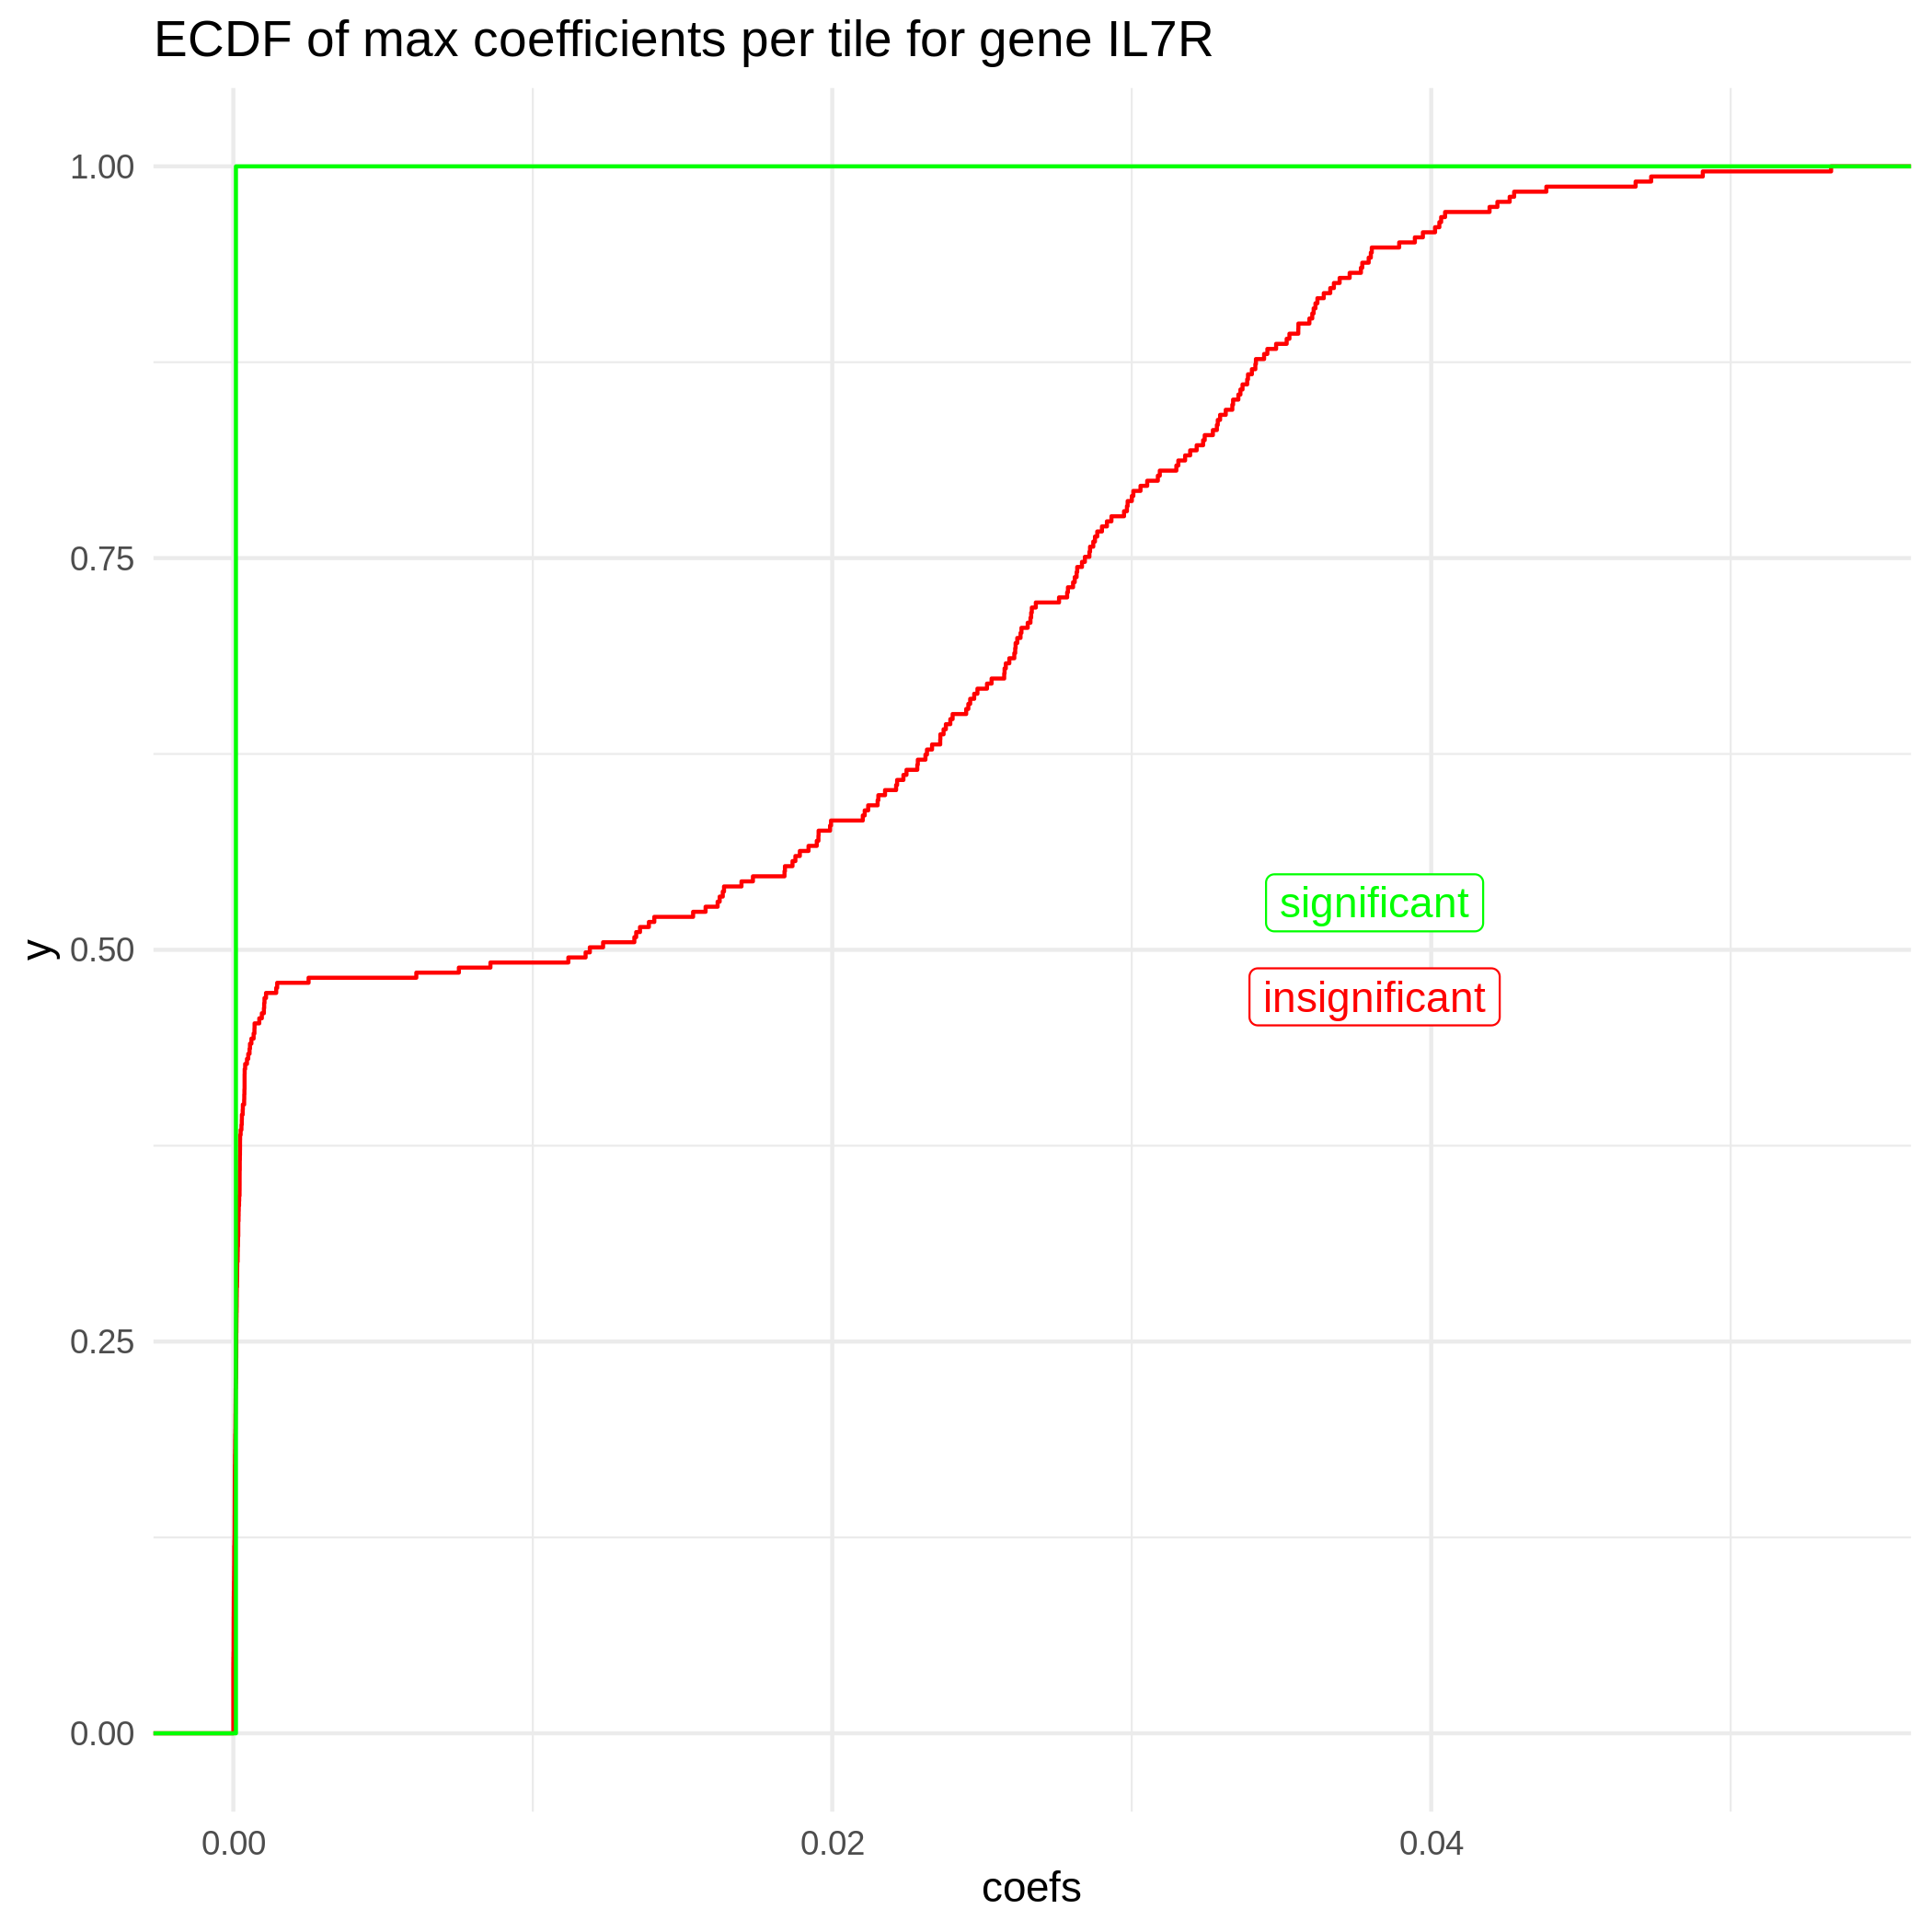 ECDF of max coefficients per tile for gene IL7R
1.00
0.75
0.50
0.25
0.00
y
significant
insignificant
0.00
0.02
0.04
coefs